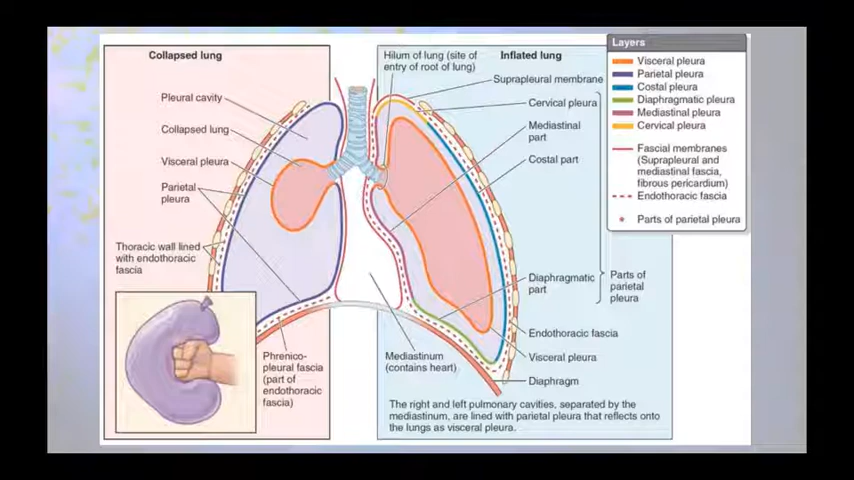 Collapsed lung
Pleural cavity
Collapsed lung
Visceral pleura
Parietal
pleura
Thoracic wall lined
with endothoracic
fascia
Phrenico-
pleural fascia
(part of
endothoracic
fascia)
Hilum of lung (site of
entry of root of lung)
Inflated lung
Suprapleural membrane
Cervical pleura
Mediastinal
part
Costal part
Diaphragmatic
part
Parts of
parietal
pleura
Endothoracic fascia
Visceral pleura
Diaphragm
Mediastinum
(contains heart)
The right and left pulmonary cavities, separated by the
mediastinum, are lined with parietal pleura that reflects onto
the lungs as visceral pleura.
Layers
Visceral pleura
Parietal pleura
Costal pleura
Diaphragmatic pleura
Mediastinal pleura
Cervical pleura
Fascial membranes
(Suprapleural and
mediastinal fascia,
fibrous pericardium)
Endothoracic fascia
* Parts of parietal pleura